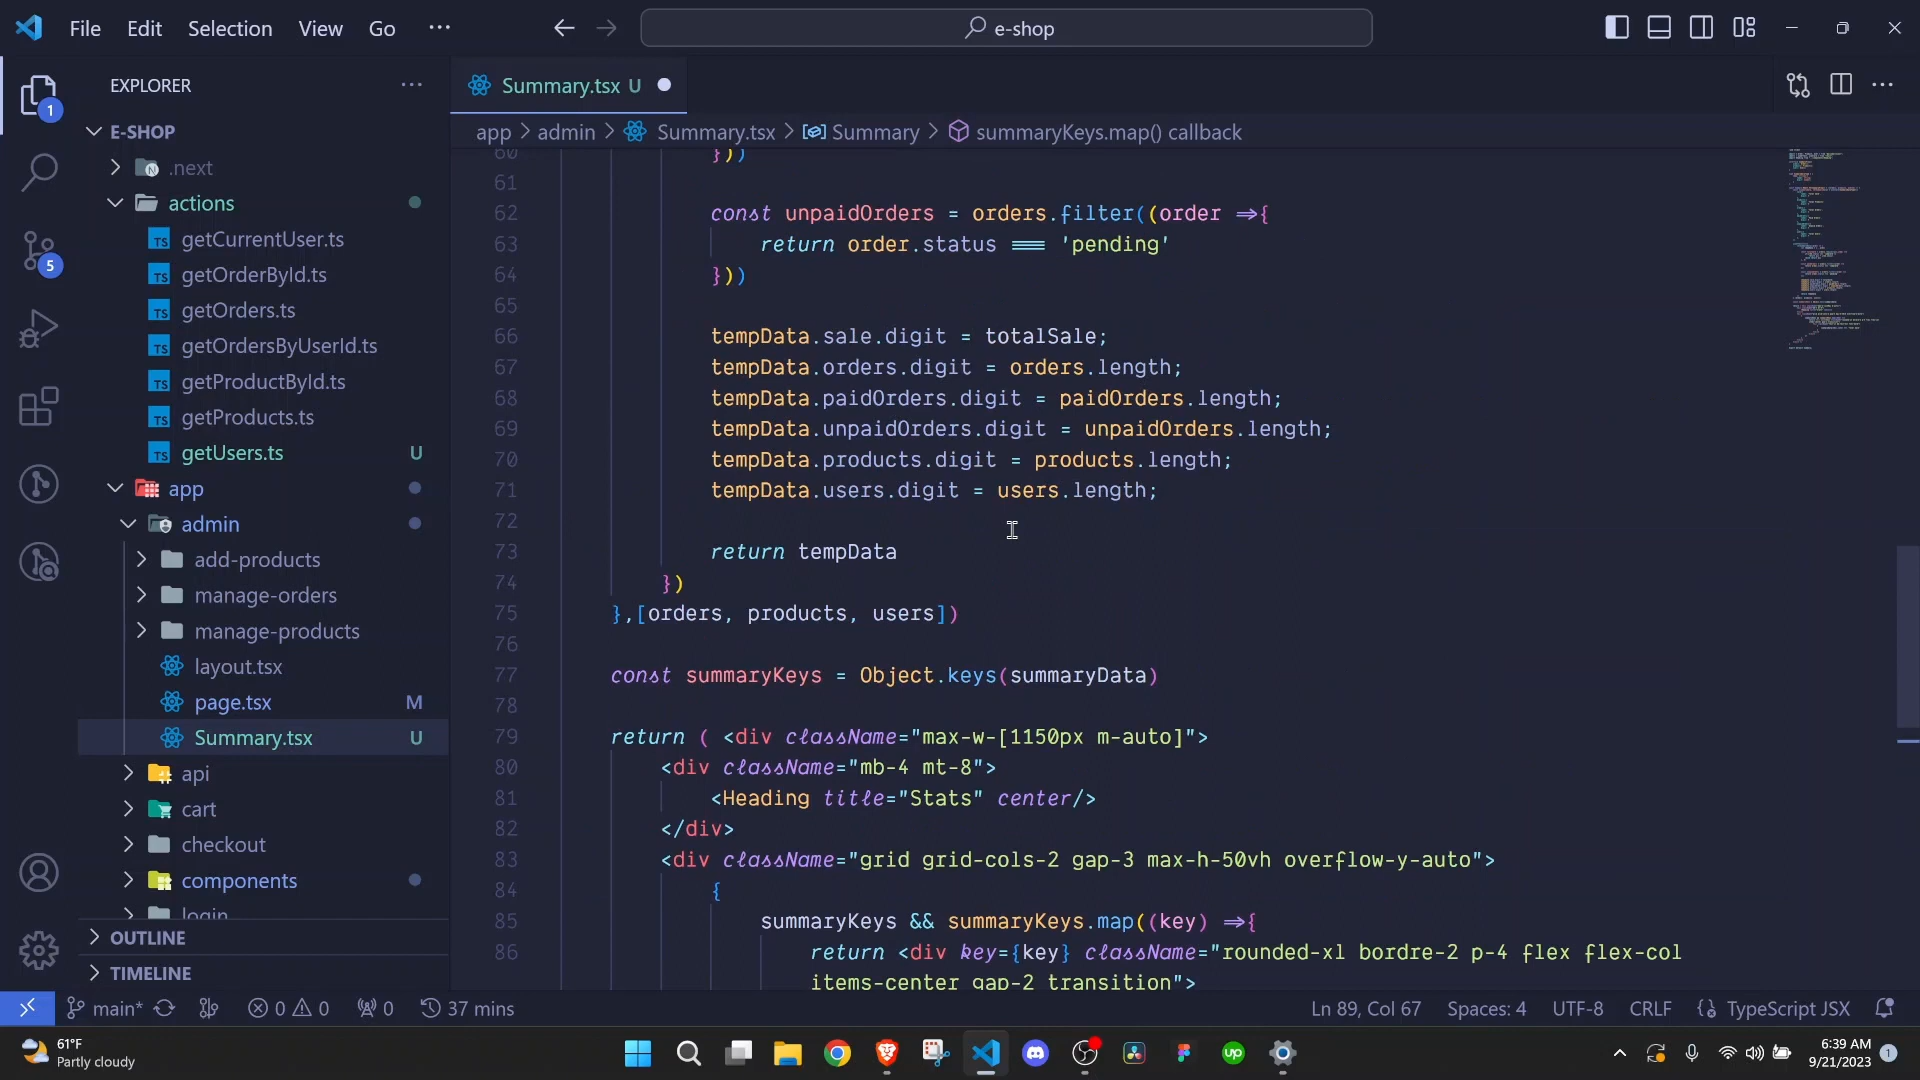 File Edit Selection View Go ···
e-shop
EXPLORER ···
Summary.tsx U
app > admin > Summary.tsx > Summary > summaryKeys.map() callback
E-SHOP
.next
actions
getCurrentUser.ts
getOrderById.ts
getOrders.ts
getOrdersByUserId.ts
getProductById.ts
getProducts.ts
getUsers.ts U
app
admin
add-products
manage-orders
manage-products
layout.tsx
page.tsx M
Summary.tsx U
api
cart
checkout
components
login
OUTLINE
TIMELINE
1
5
60 }))
61
62 const unpaidOrders = orders.filter((order =>{
63 return order.status === 'pending'
64 }))
65
66 tempData.sale.digit = totalSale;
67 tempData.orders.digit = orders.length;
68 tempData.paidOrders.digit = paidOrders.length;
69 tempData.unpaidOrders.digit = unpaidOrders.length;
70 tempData.products.digit = products.length;
71 tempData.users.digit = users.length;
72
73 return tempData
74 })
75 },[orders, products, users])
76
77 const summaryKeys = Object.keys(summaryData)
78
79 return ( <div className="max-w-[1150px m-auto]">
80 <div className="mb-4 mt-8">
81 <Heading title="Stats" center/>
82 </div>
83 <div className="grid grid-cols-2 gap-3 max-h-50vh overflow-y-auto">
84 {
85 summaryKeys && summaryKeys.map((key) =>{
86 return <div key={key} className="rounded-xl bordre-2 p-4 flex flex-col
items-center gap-2 transition">
main* 0 0 0 37 mins Ln 89, Col 67 Spaces: 4 UTF-8 CRLF {} TypeScript JSX
61°F
Partly cloudy
up
6:39 AM
9/21/2023
1